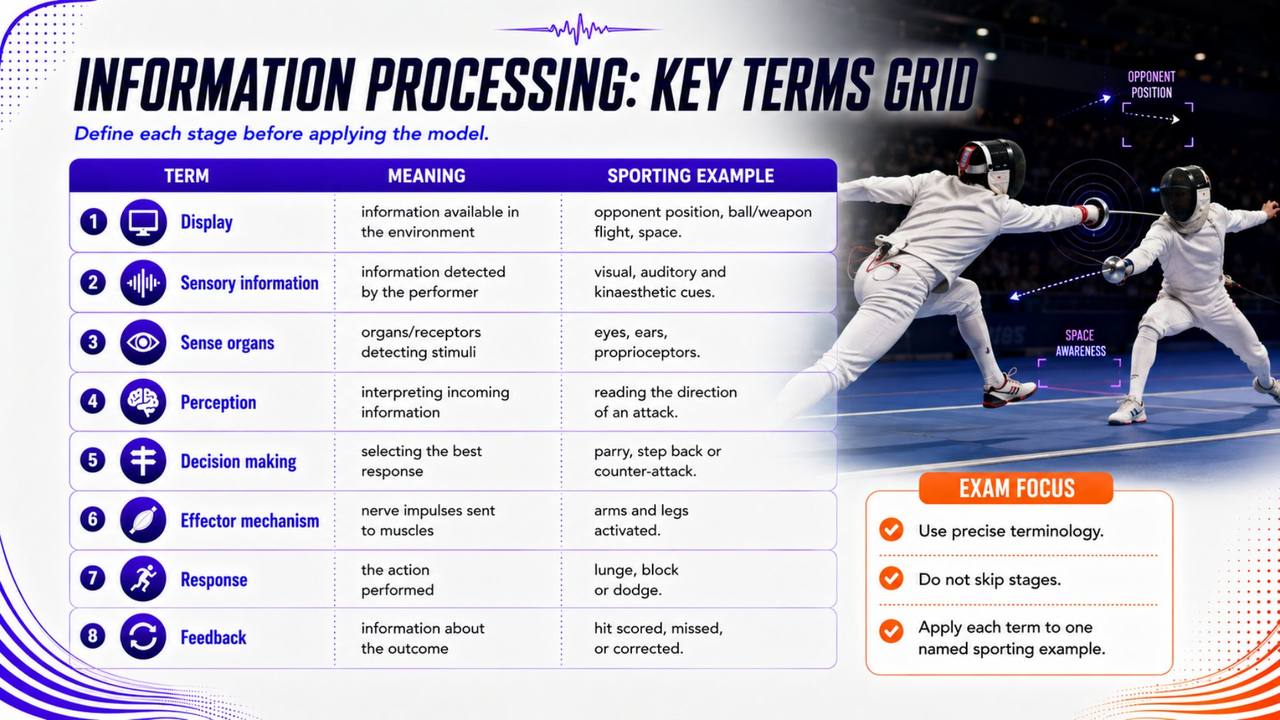 INFORMATION PROCESSING: KEY TERMS GRID
Define each stage before applying the model.
TERM MEANING SPORTING EXAMPLE
1 Display information available in the environment opponent position, ball/weapon flight, space.
2 Sensory information information detected by the performer visual, auditory and kinaesthetic cues.
3 Sense organs organs/receptors detecting stimuli eyes, ears, proprioceptors.
4 Perception interpreting incoming information reading the direction of an attack.
5 Decision making selecting the best response parry, step back or counter-attack.
6 Effector mechanism nerve impulses sent to muscles arms and legs activated.
7 Response the action performed lunge, block or dodge.
8 Feedback information about the outcome hit scored, missed, or corrected.
OPPONENT
POSITION
SPACE
AWARENESS
EXAM FOCUS
Use precise terminology.
Do not skip stages.
Apply each term to one
named sporting example.